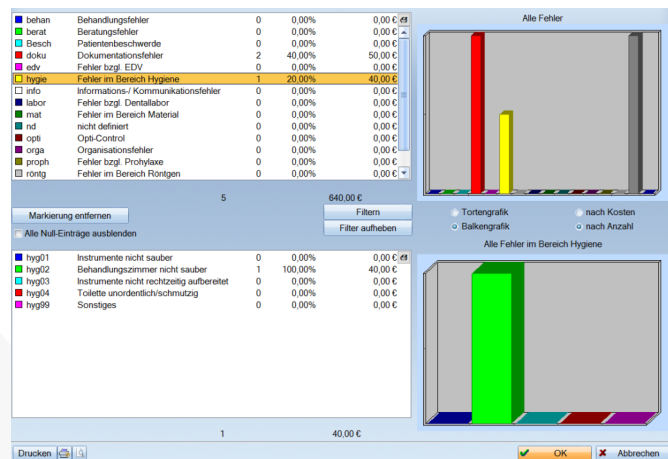 behan Behandlungsfehler 0 0,00% 0,00 €
berat Beratungsfehler 0 0,00% 0,00 €
Besch Patientenbeschwerde 0 0,00% 0,00 €
doku Dokumentationsfehler 2 40,00% 50,00 €
edv Fehler bzgl. EDV 0 0,00% 0,00 €
hygie Fehler im Bereich Hygiene 1 20,00% 40,00 €
info Informations-/ Kommunikationsfehler 0 0,00% 0,00 €
labor Fehler bzgl. Dentallabor 0 0,00% 0,00 €
mat Fehler im Bereich Material 0 0,00% 0,00 €
nd nicht definiert 0 0,00% 0,00 €
opti Opti-Control 0 0,00% 0,00 €
orga Organisationsfehler 0 0,00% 0,00 €
proph Fehler bzgl. Prohylaxe 0 0,00% 0,00 €
röntg Fehler im Bereich Röntgen 0 0,00% 0,00 €
5 640,00 €
Markierung entfernen
Filtern
Alle Null-Einträge ausblenden
Filter aufheben
Alle Fehler
Tortengrafik nach Kosten
Balkengrafik nach Anzahl
hyg01 Instrumente nicht sauber 0 0,00% 0,00 €
hyg02 Behandlungszimmer nicht sauber 1 100,00% 40,00 €
hyg03 Instrumente nicht rechtzeitig aufbereitet 0 0,00% 0,00 €
hyg04 Toilette unordentlich/schmutzig 0 0,00% 0,00 €
hyg99 Sonstiges 0 0,00% 0,00 €
1 40,00 €
Alle Fehler im Bereich Hygiene
Drucken
OK
Abbrechen